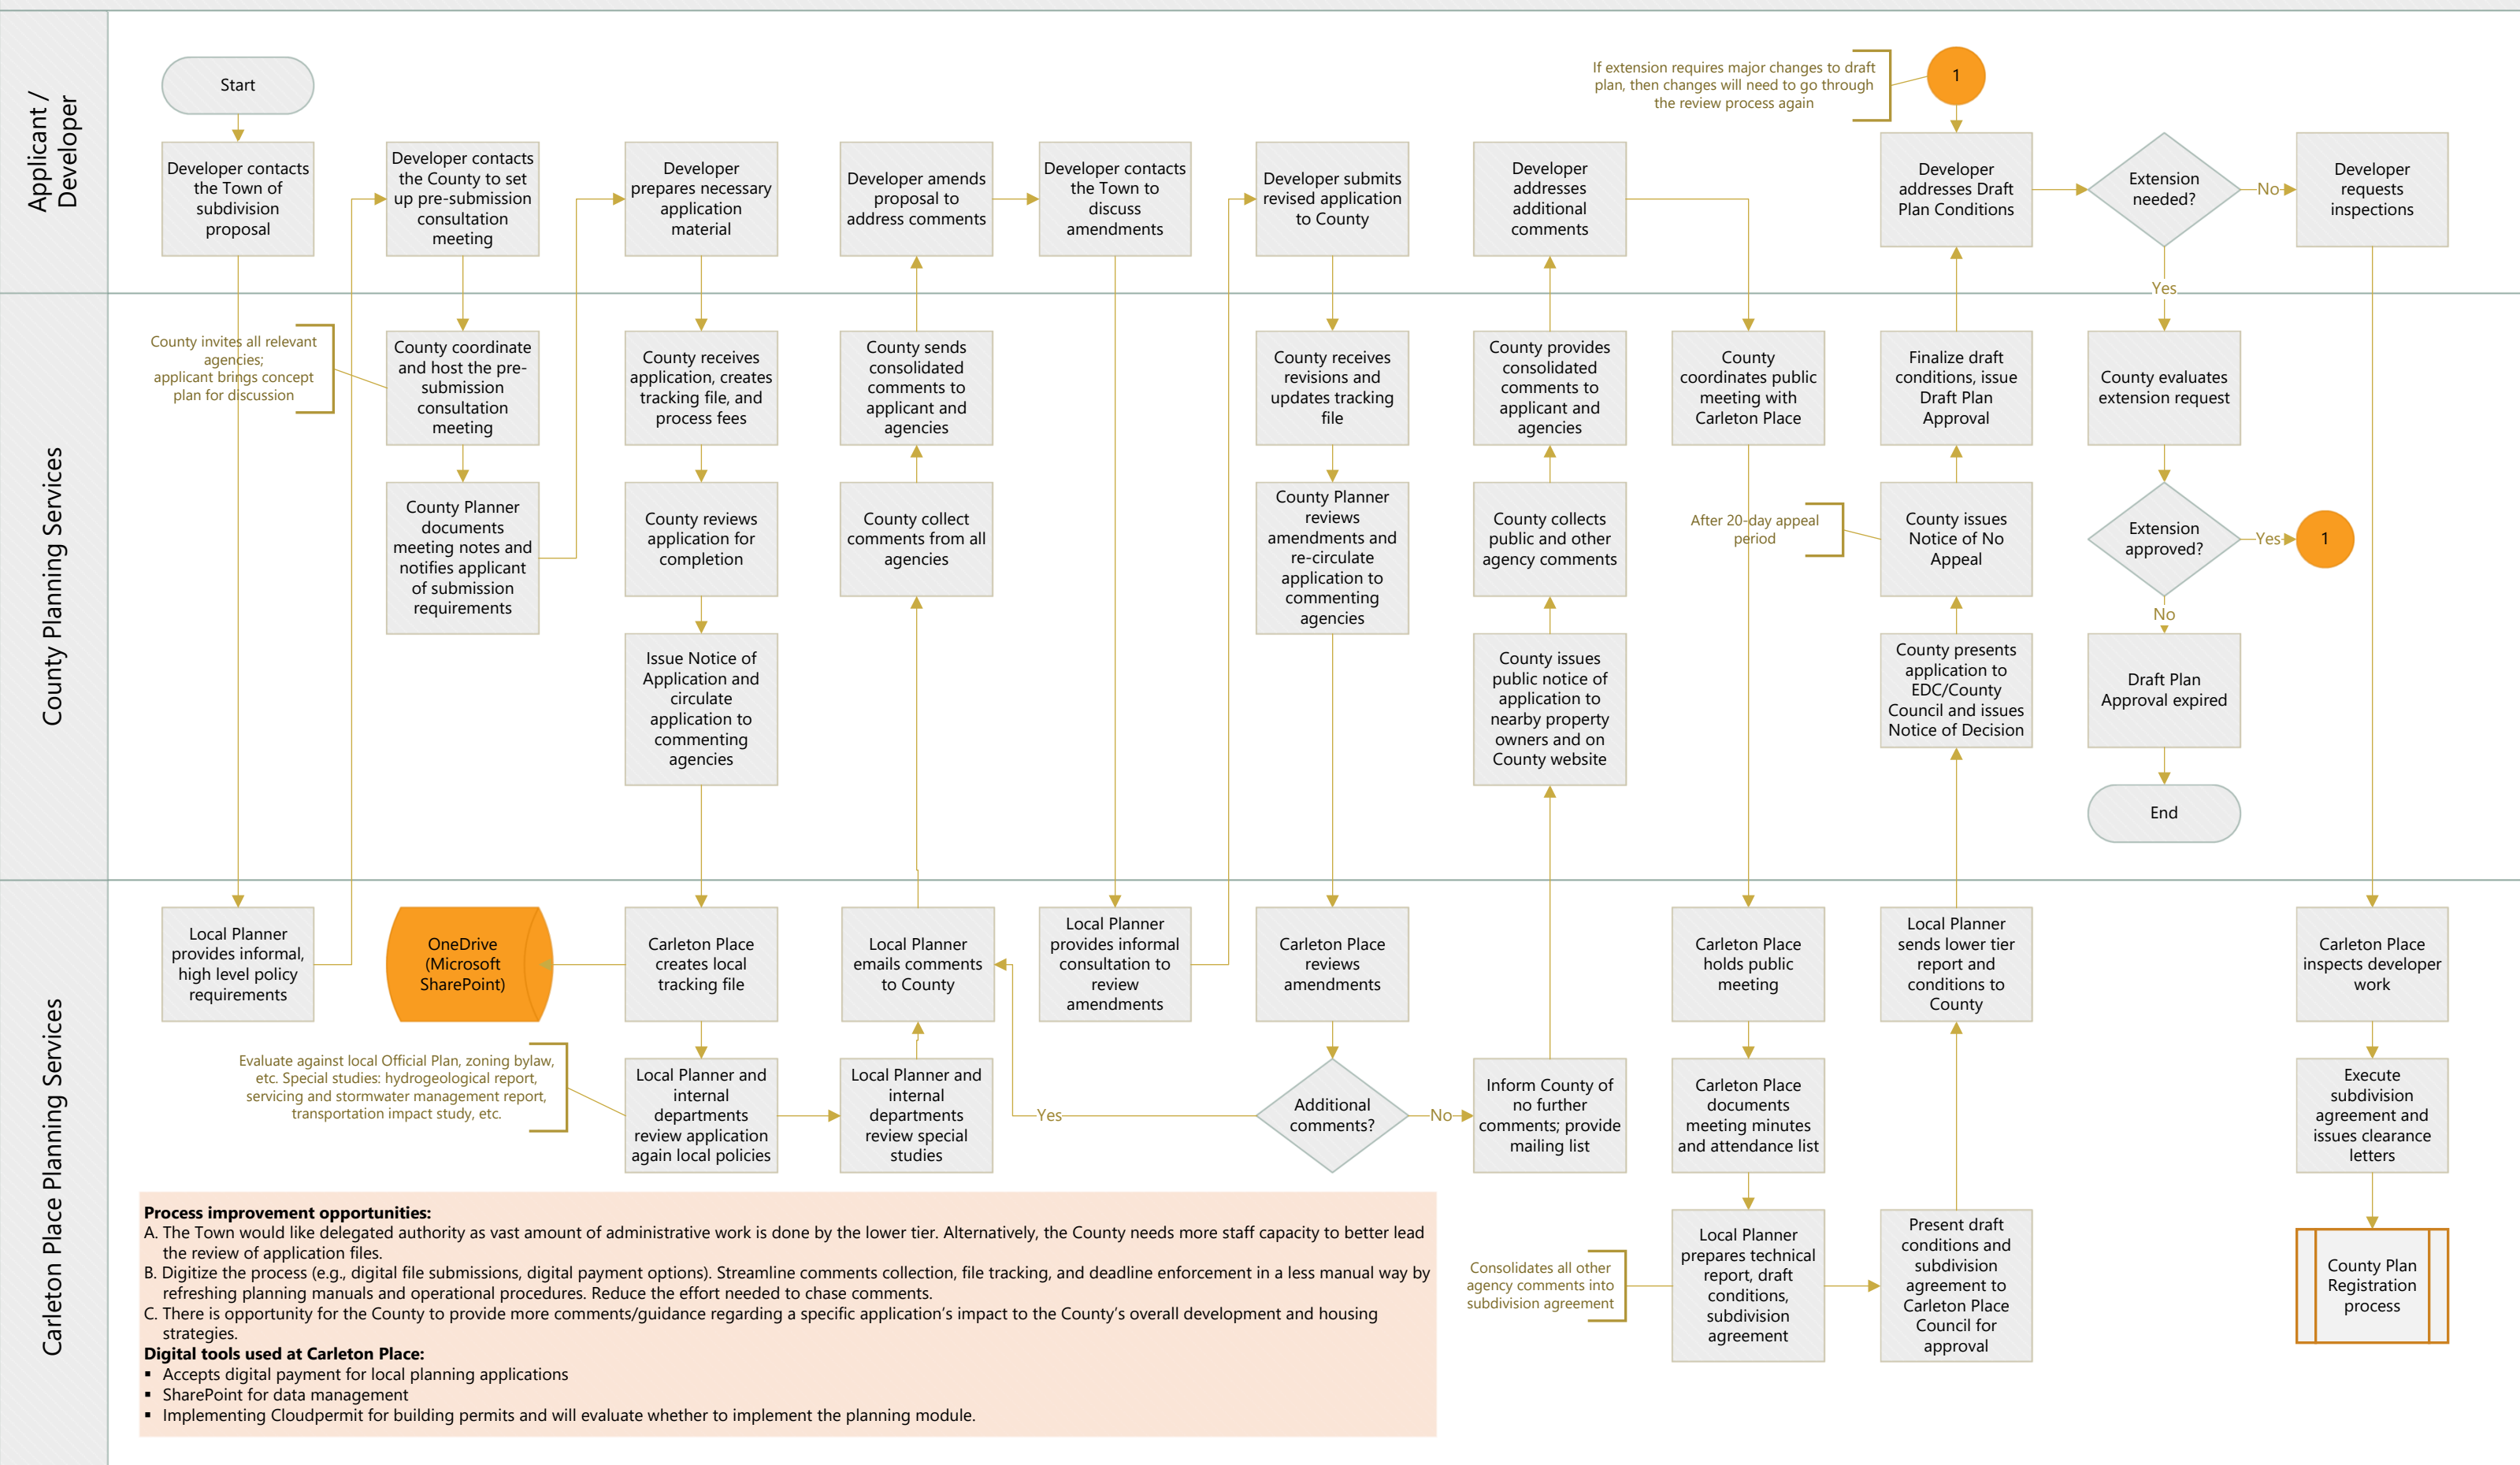 Applicant /
Developer
Start
If extension requires major changes to draft
plan, then changes will need to go through
the review process again
1
Developer contacts
the Town of
subdivision
proposal
Developer contacts
the County to set
up pre-submission
consultation
meeting
Developer
prepares necessary
application
material
Developer amends
proposal to
address comments
Developer contacts
the Town to
discuss
amendments
Developer submits
revised application
to County
Developer
addresses
additional
comments
Developer
addresses Draft
Plan Conditions
Extension
needed?
No
Developer
requests
inspections
Yes
County Planning Services
County invites all relevant
agencies;
applicant brings concept
plan for discussion
County coordinate
and host the pre-
submission
consultation
meeting
County receives
application, creates
tracking file, and
process fees
County sends
consolidated
comments to
applicant and
agencies
County receives
revisions and
updates tracking
file
County provides
consolidated
comments to
applicant and
agencies
County
coordinates public
meeting with
Carleton Place
Finalize draft
conditions, issue
Draft Plan
Approval
County evaluates
extension request
County Planner
documents
meeting notes and
notifies applicant
of submission
requirements
County reviews
application for
completion
County collect
comments from all
agencies
County Planner
reviews
amendments and
re-circulate
application to
commenting
agencies
County collects
public and other
agency comments
After 20-day appeal
period
County issues
Notice of No
Appeal
Extension
approved?
Yes
1
No
Issue Notice of
Application and
circulate
application to
commenting
agencies
County issues
public notice of
application to
nearby property
owners and on
County website
County presents
application to
EDC/County
Council and issues
Notice of Decision
Draft Plan
Approval expired
End
Carleton Place Planning Services
Local Planner
provides informal,
high level policy
requirements
OneDrive
(Microsoft
SharePoint)
Carleton Place
creates local
tracking file
Local Planner
emails comments
to County
Local Planner
provides informal
consultation to
review
amendments
Carleton Place
reviews
amendments
Carleton Place
holds public
meeting
Local Planner
sends lower tier
report and
conditions to
County
Carleton Place
inspects developer
work
Evaluate against local Official Plan, zoning bylaw,
etc. Special studies: hydrogeological report,
servicing and stormwater management report,
transportation impact study, etc.
Local Planner and
internal
departments
review application
again local policies
Local Planner and
internal
departments
review special
studies
Yes
Additional
comments?
No
Inform County of
no further
comments; provide
mailing list
Carleton Place
documents
meeting minutes
and attendance list
Execute
subdivision
agreement and
issues clearance
letters
Consolidates all other
agency comments into
subdivision agreement
Local Planner
prepares technical
report, draft
conditions,
subdivision
agreement
Present draft
conditions and
subdivision
agreement to
Carleton Place
Council for
approval
County Plan
Registration
process
Process improvement opportunities:
A. The Town would like delegated authority as vast amount of administrative work is done by the lower tier. Alternatively, the County needs more staff capacity to better lead
the review of application files.
B. Digitize the process (e.g., digital file submissions, digital payment options). Streamline comments collection, file tracking, and deadline enforcement in a less manual way by
refreshing planning manuals and operational procedures. Reduce the effort needed to chase comments.
C. There is opportunity for the County to provide more comments/guidance regarding a specific application's impact to the County's overall development and housing
strategies.
Digital tools used at Carleton Place:
▪ Accepts digital payment for local planning applications
▪ SharePoint for data management
▪ Implementing Cloudpermit for building permits and will evaluate whether to implement the planning module.